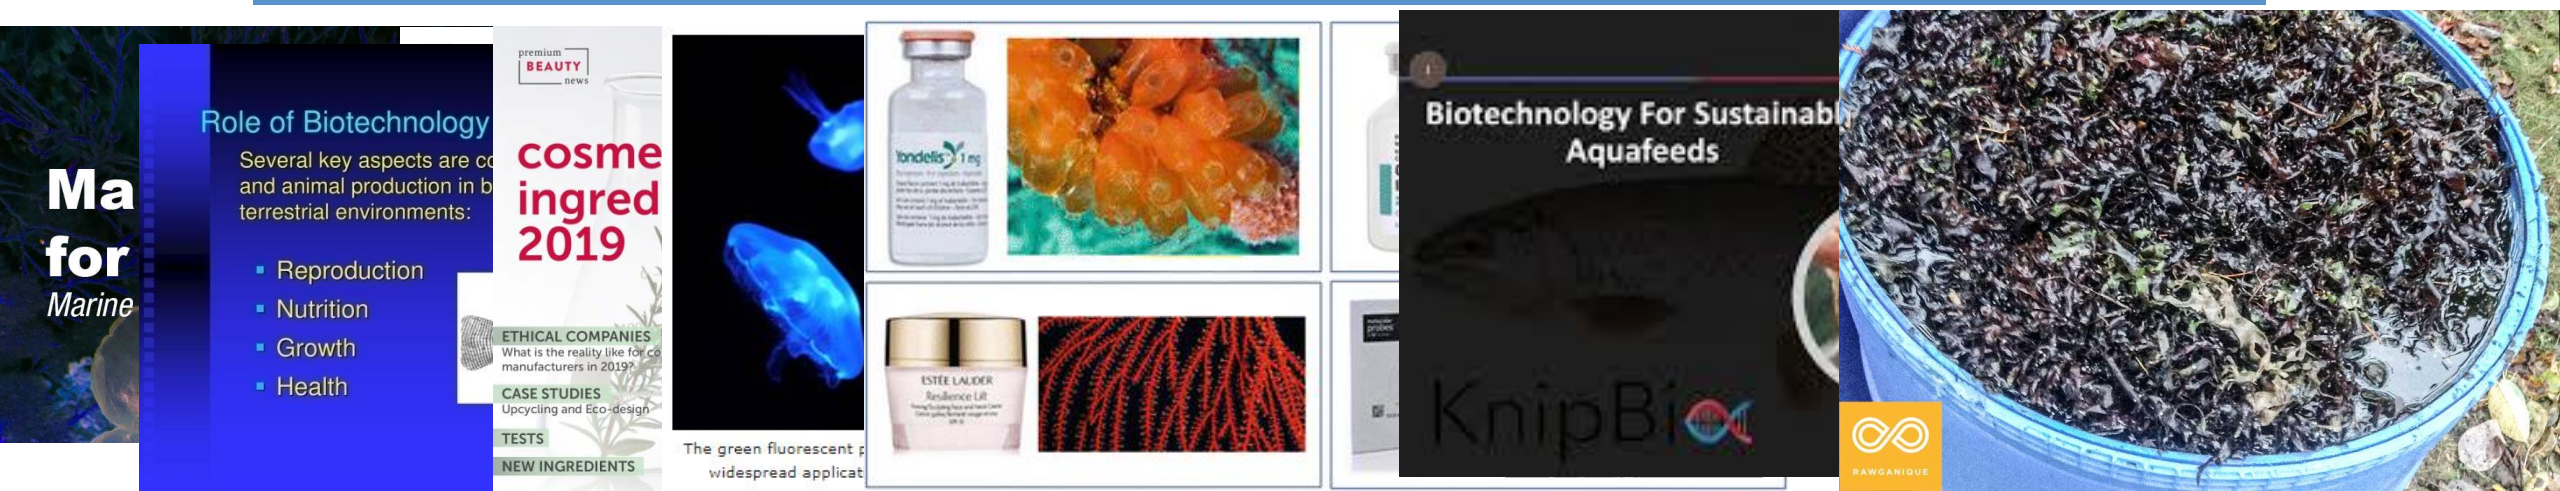 Ma
for
Marine
Role of Biotechnology
Several key aspects are co
and animal production in b
terrestrial environments:
Reproduction
Nutrition
Growth
Health
premium
BEAUTY
news
cosme
ingred
2019
ETHICAL COMPANIES
What is the reality like for co
manufacturers in 2019?
CASE STUDIES
Upcycling and Eco-design
TESTS
NEW INGREDIENTS
The green fluorescent p
widespread applicat
Yondelis 1 mg
ESTĒE LAUDER
Resilience Lift
molecular
probes
Biotechnology For Sustainabl
Aquafeeds
KnipBio
RAWGANIQUE